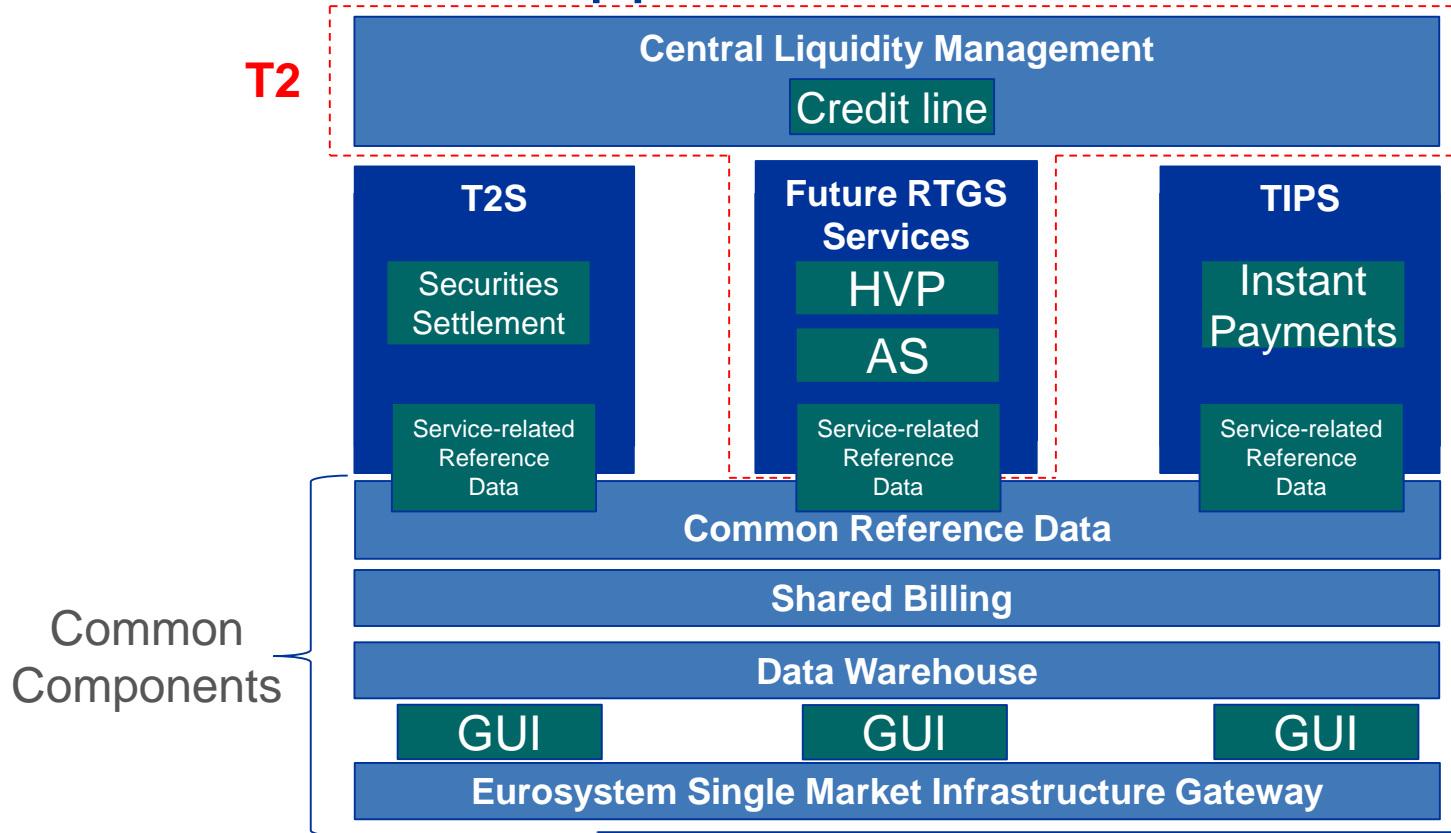 Central Liquidity Management
T2
Credit line
T2S
Future RTGS
Services
TIPS
Securities
Settlement
HVP
AS
Instant
Payments
Service-related
Reference
Data
Service-related
Reference
Data
Service-related
Reference
Data
Common Reference Data
Shared Billing
Common
Components
Data Warehouse
GUI
GUI
GUI
Eurosystem Single Market Infrastructure Gateway